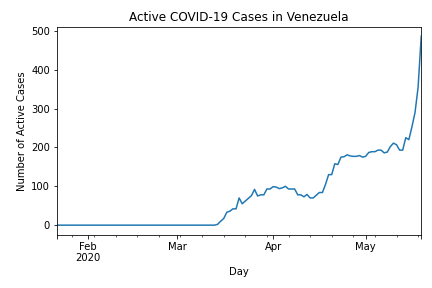 Active COVID-19 Cases in Venezuela
Number of Active Cases
500
400
300
200
100
0
Feb
2020
Mar
Apr
May
Day